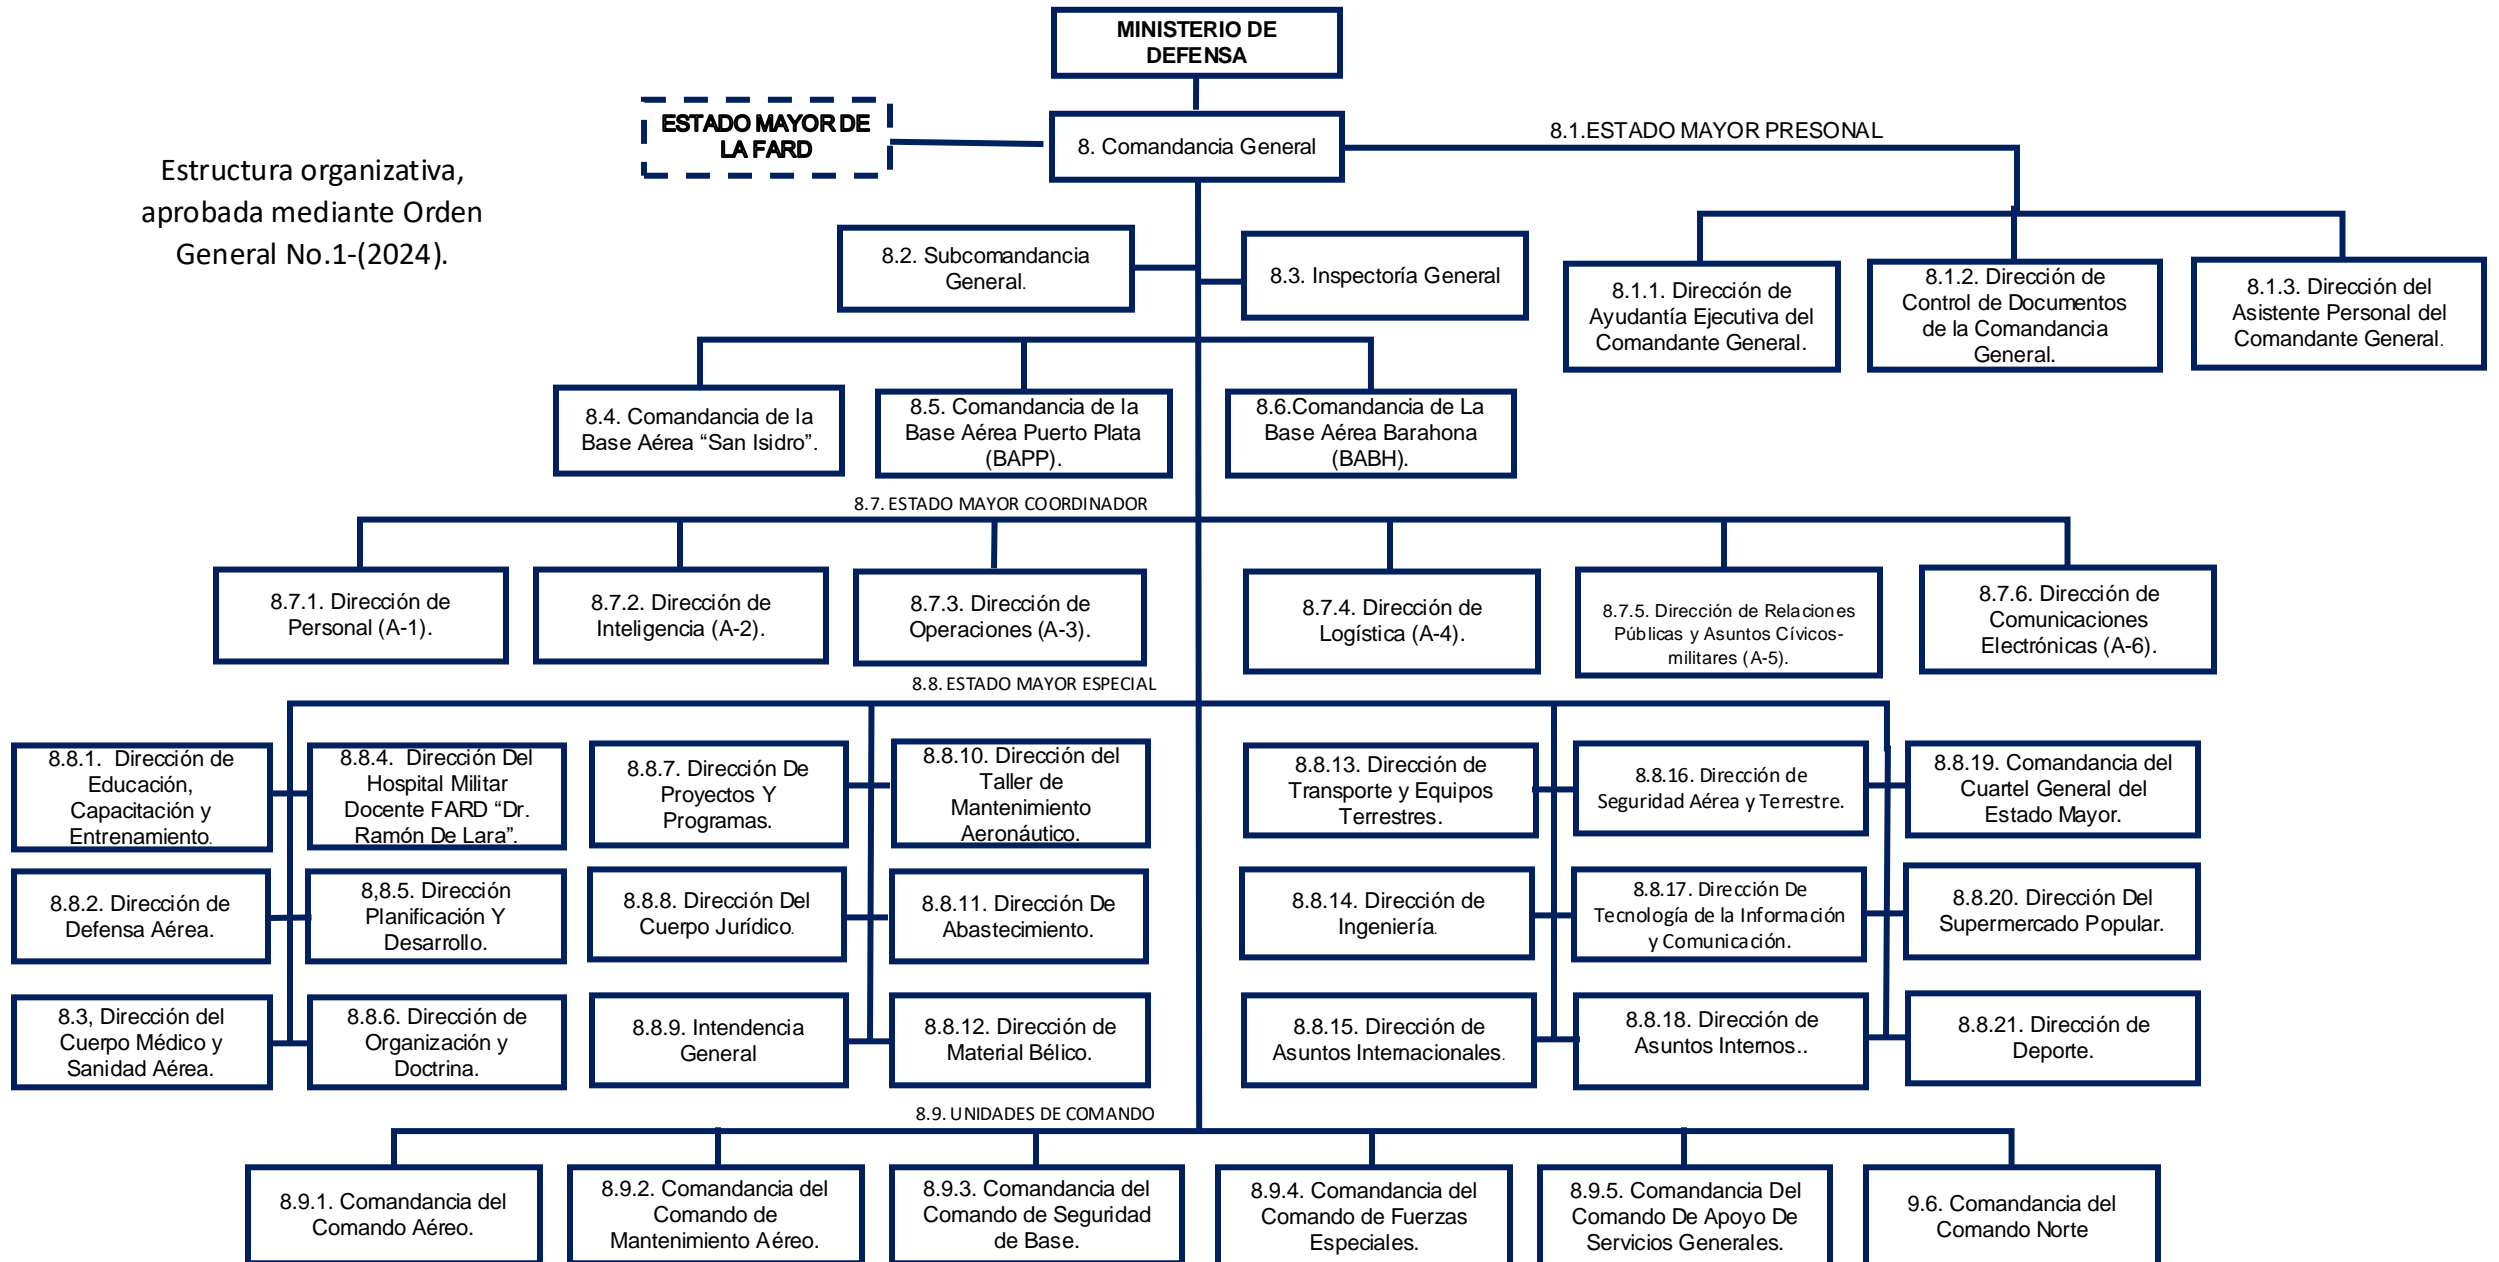 MINISTERIO DE
DEFENSA
ESTADO MAYOR DE
LA FARD
8. Comandancia General
8.1.ESTADO MAYOR PRESONAL
Estructura organizativa,
aprobada mediante Orden
General No.1-(2024).
8.2. Subcomandancia
General.
8.3. Inspectoría General
8.1.1. Dirección de
Ayudantía Ejecutiva del
Comandante General.
8.1.2. Dirección de
Control de Documentos
de la Comandancia
General.
8.1.3. Dirección del
Asistente Personal del
Comandante General.
8.4. Comandancia de la
Base Aérea “San Isidro”.
8.5. Comandancia de la
Base Aérea Puerto Plata
(BAPP).
8.6.Comandancia de La
Base Aérea Barahona
(BABH).
8.7. ESTADO MAYOR COORDINADOR
8.7.1. Dirección de
Personal (A-1).
8.7.2. Dirección de
Inteligencia (A-2).
8.7.3. Dirección de
Operaciones (A-3).
8.7.4. Dirección de
Logística (A-4).
8.7.5. Dirección de Relaciones
Públicas y Asuntos Cívicos-
militares (A-5).
8.7.6. Dirección de
Comunicaciones
Electrónicas (A-6).
8.8. ESTADO MAYOR ESPECIAL
8.8.1. Dirección de
Educación,
Capacitación y
Entrenamiento.
8.8.4. Dirección Del
Hospital Militar
Docente FARD “Dr.
Ramón De Lara”.
8.8.7. Dirección De
Proyectos Y
Programas.
8.8.10. Dirección del
Taller de
Mantenimiento
Aeronáutico.
8.8.13. Dirección de
Transporte y Equipos
Terrestres.
8.8.16. Dirección de
Seguridad Aérea y Terrestre.
8.8.19. Comandancia del
Cuartel General del
Estado Mayor.
8.8.2. Dirección de
Defensa Aérea.
8,8.5. Dirección
Planificación Y
Desarrollo.
8.8.8. Dirección Del
Cuerpo Jurídico.
8.8.11. Dirección De
Abastecimiento.
8.8.14. Dirección de
Ingeniería.
8.8.17. Dirección De
Tecnología de la Información
y Comunicación.
8.8.20. Dirección Del
Supermercado Popular.
8.3, Dirección del
Cuerpo Médico y
Sanidad Aérea.
8.8.6. Dirección de
Organización y
Doctrina.
8.8.9. Intendencia
General
8.8.12. Dirección de
Material Bélico.
8.8.15. Dirección de
Asuntos Internacionales.
8.8.18. Dirección de
Asuntos Internos..
8.8.21. Dirección de
Deporte.
8.9. UNIDADES DE COMANDO
8.9.1. Comandancia del
Comando Aéreo.
8.9.2. Comandancia del
Comando de
Mantenimiento Aéreo.
8.9.3. Comandancia del
Comando de Seguridad
de Base.
8.9.4. Comandancia del
Comando de Fuerzas
Especiales.
8.9.5. Comandancia Del
Comando De Apoyo De
Servicios Generales.
9.6. Comandancia del
Comando Norte